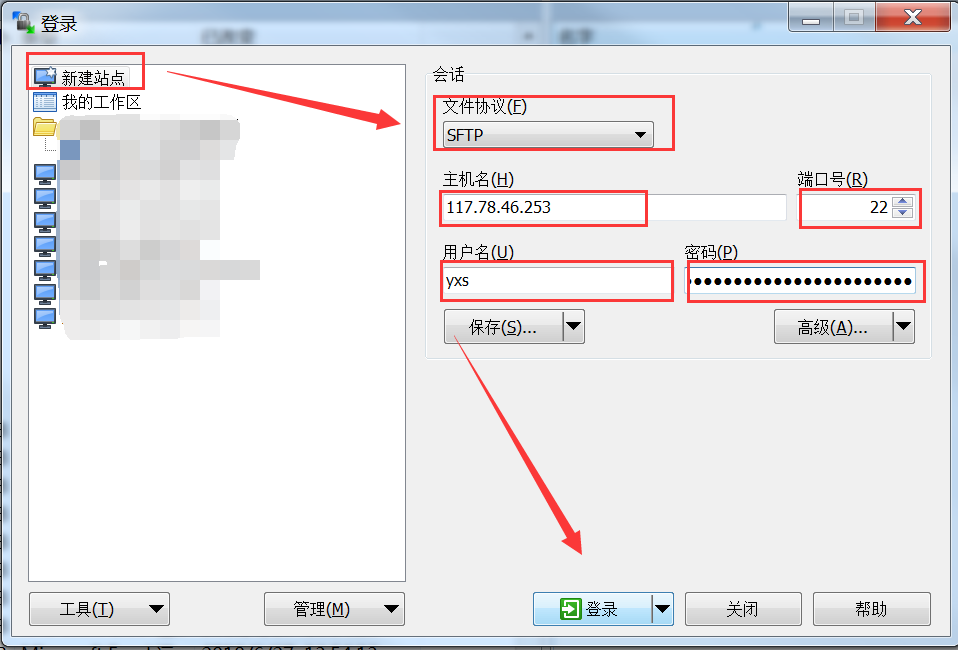 登录
新建站点
我的工作区
会话
文件协议(F)
SFTP
主机名(H)
端口号(R)
117.78.46.253
22
用户名(U)
密码(P)
yxs
●●●●●●●●●●●●●●●●●●●●●
保存(S)...
高级(A)...
工具(T)
管理(M)
登录
关闭
帮助